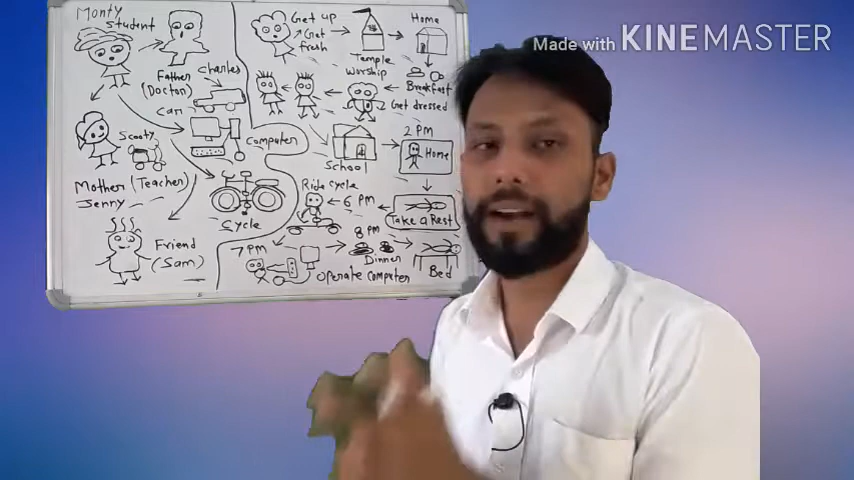 Made with KINEMASTER
Monty
Student
Father
(Doctor)
Charles
Car
Scooty
Computer
Mother (Teacher)
Jenny
Cycle
Friend
(Sam)
Get up
Get
fresh
Temple
Worship
Home
Breakfast
Get dressed
School
2 PM
Home
Take a Rest
6 PM
Ride cycle
7 PM
Operate Computer
8 PM
Dinner
Bed